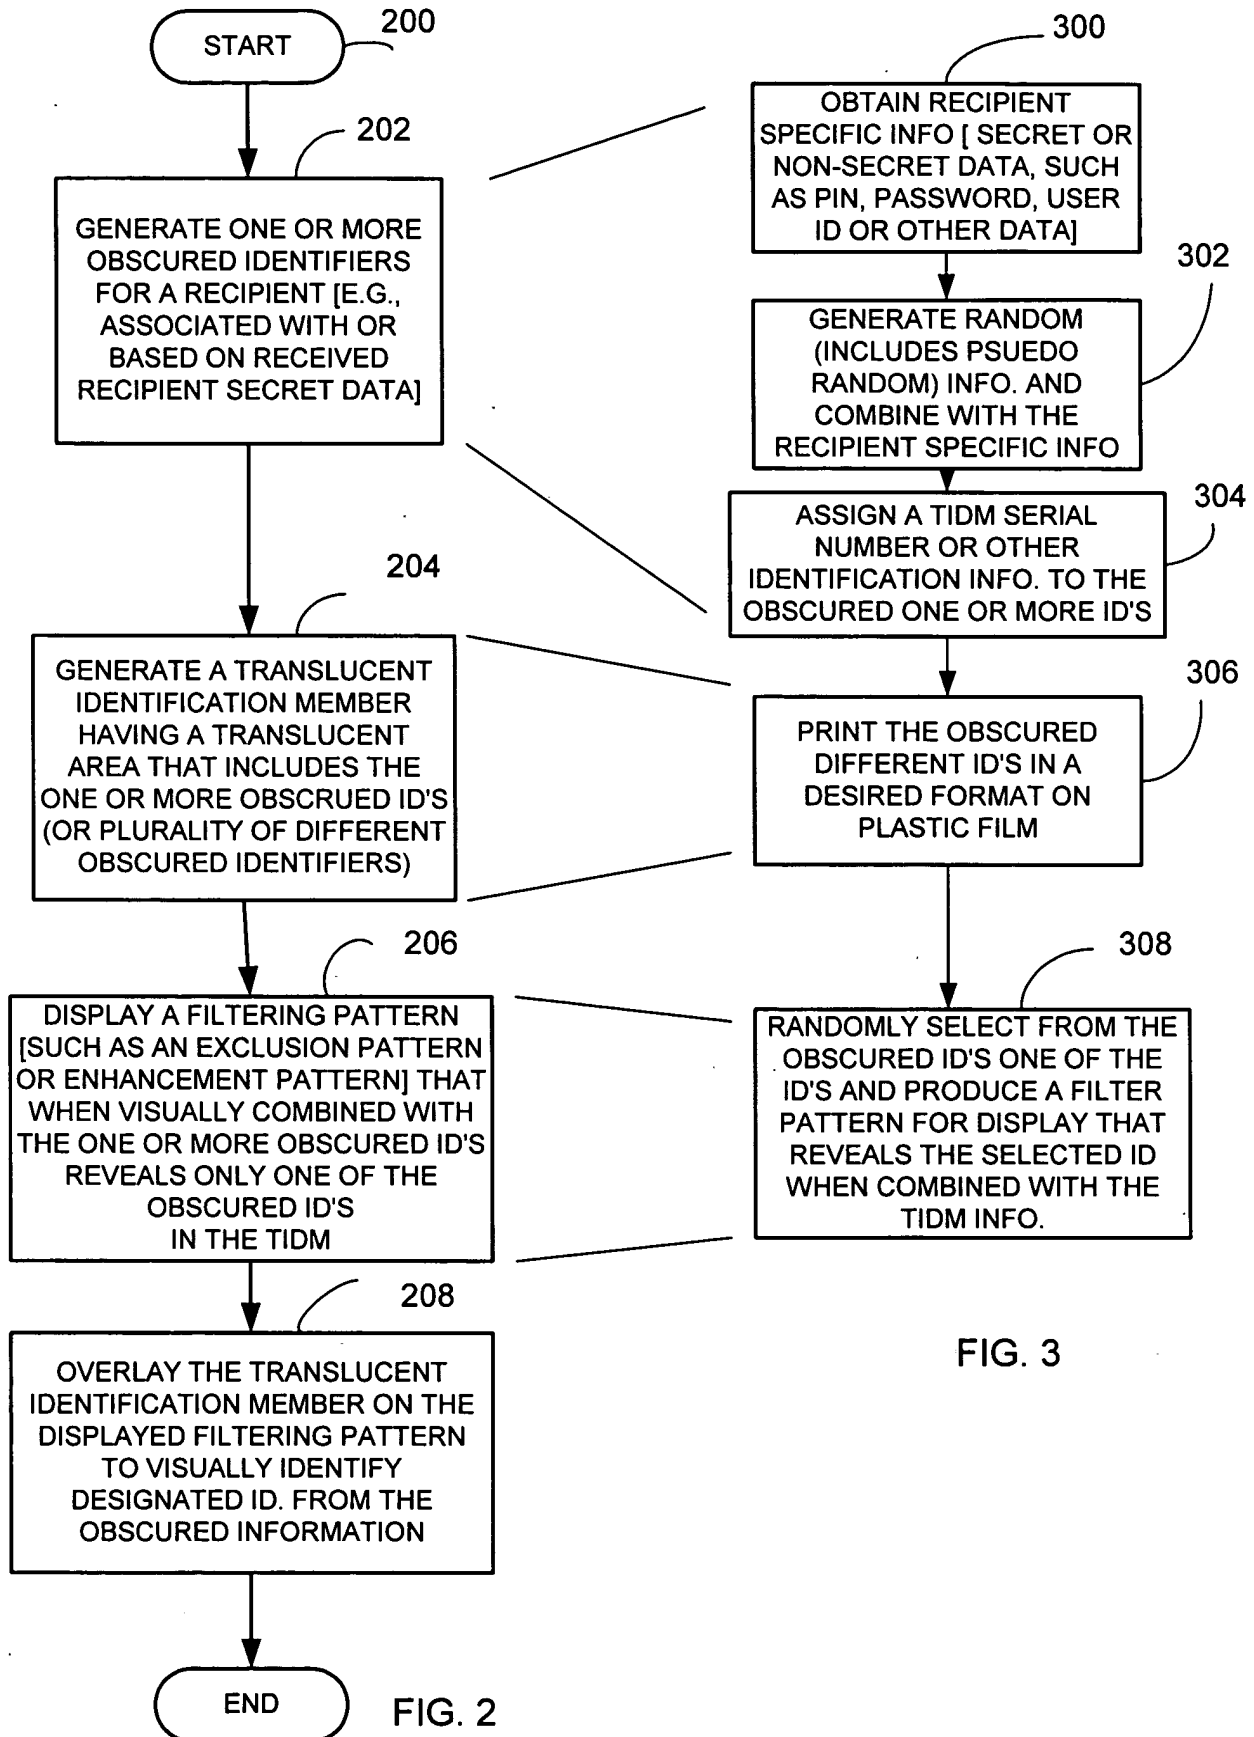 START
200
202
GENERATE ONE OR MORE
OBSCURED IDENTIFIERS
FOR A RECIPIENT [E.G.,
ASSOCIATED WITH OR
BASED ON RECEIVED
RECIPIENT SECRET DATA]
204
GENERATE A TRANSLUCENT
IDENTIFICATION MEMBER
HAVING A TRANSLUCENT
AREA THAT INCLUDES THE
ONE OR MORE OBSCRUED ID'S
(OR PLURALITY OF DIFFERENT
OBSCURED IDENTIFIERS)
206
DISPLAY A FILTERING PATTERN
[SUCH AS AN EXCLUSION PATTERN
OR ENHANCEMENT PATTERN] THAT
WHEN VISUALLY COMBINED WITH
THE ONE OR MORE OBSCURED ID'S
REVEALS ONLY ONE OF THE
OBSCURED ID'S
IN THE TIDM
208
OVERLAY THE TRANSLUCENT
IDENTIFICATION MEMBER ON THE
DISPLAYED FILTERING PATTERN
TO VISUALLY IDENTIFY
DESIGNATED ID. FROM THE
OBSCURED INFORMATION
END
FIG. 2
300
OBTAIN RECIPIENT
SPECIFIC INFO [ SECRET OR
NON-SECRET DATA, SUCH
AS PIN, PASSWORD, USER
ID OR OTHER DATA]
302
GENERATE RANDOM
(INCLUDES PSUEDO
RANDOM) INFO. AND
COMBINE WITH THE
RECIPIENT SPECIFIC INFO
304
ASSIGN A TIDM SERIAL
NUMBER OR OTHER
IDENTIFICATION INFO. TO THE
OBSCURED ONE OR MORE ID'S
306
PRINT THE OBSCURED
DIFFERENT ID'S IN A
DESIRED FORMAT ON
PLASTIC FILM
308
RANDOMLY SELECT FROM THE
OBSCURED ID'S ONE OF THE
ID'S AND PRODUCE A FILTER
PATTERN FOR DISPLAY THAT
REVEALS THE SELECTED ID
WHEN COMBINED WITH THE
TIDM INFO.
FIG. 3